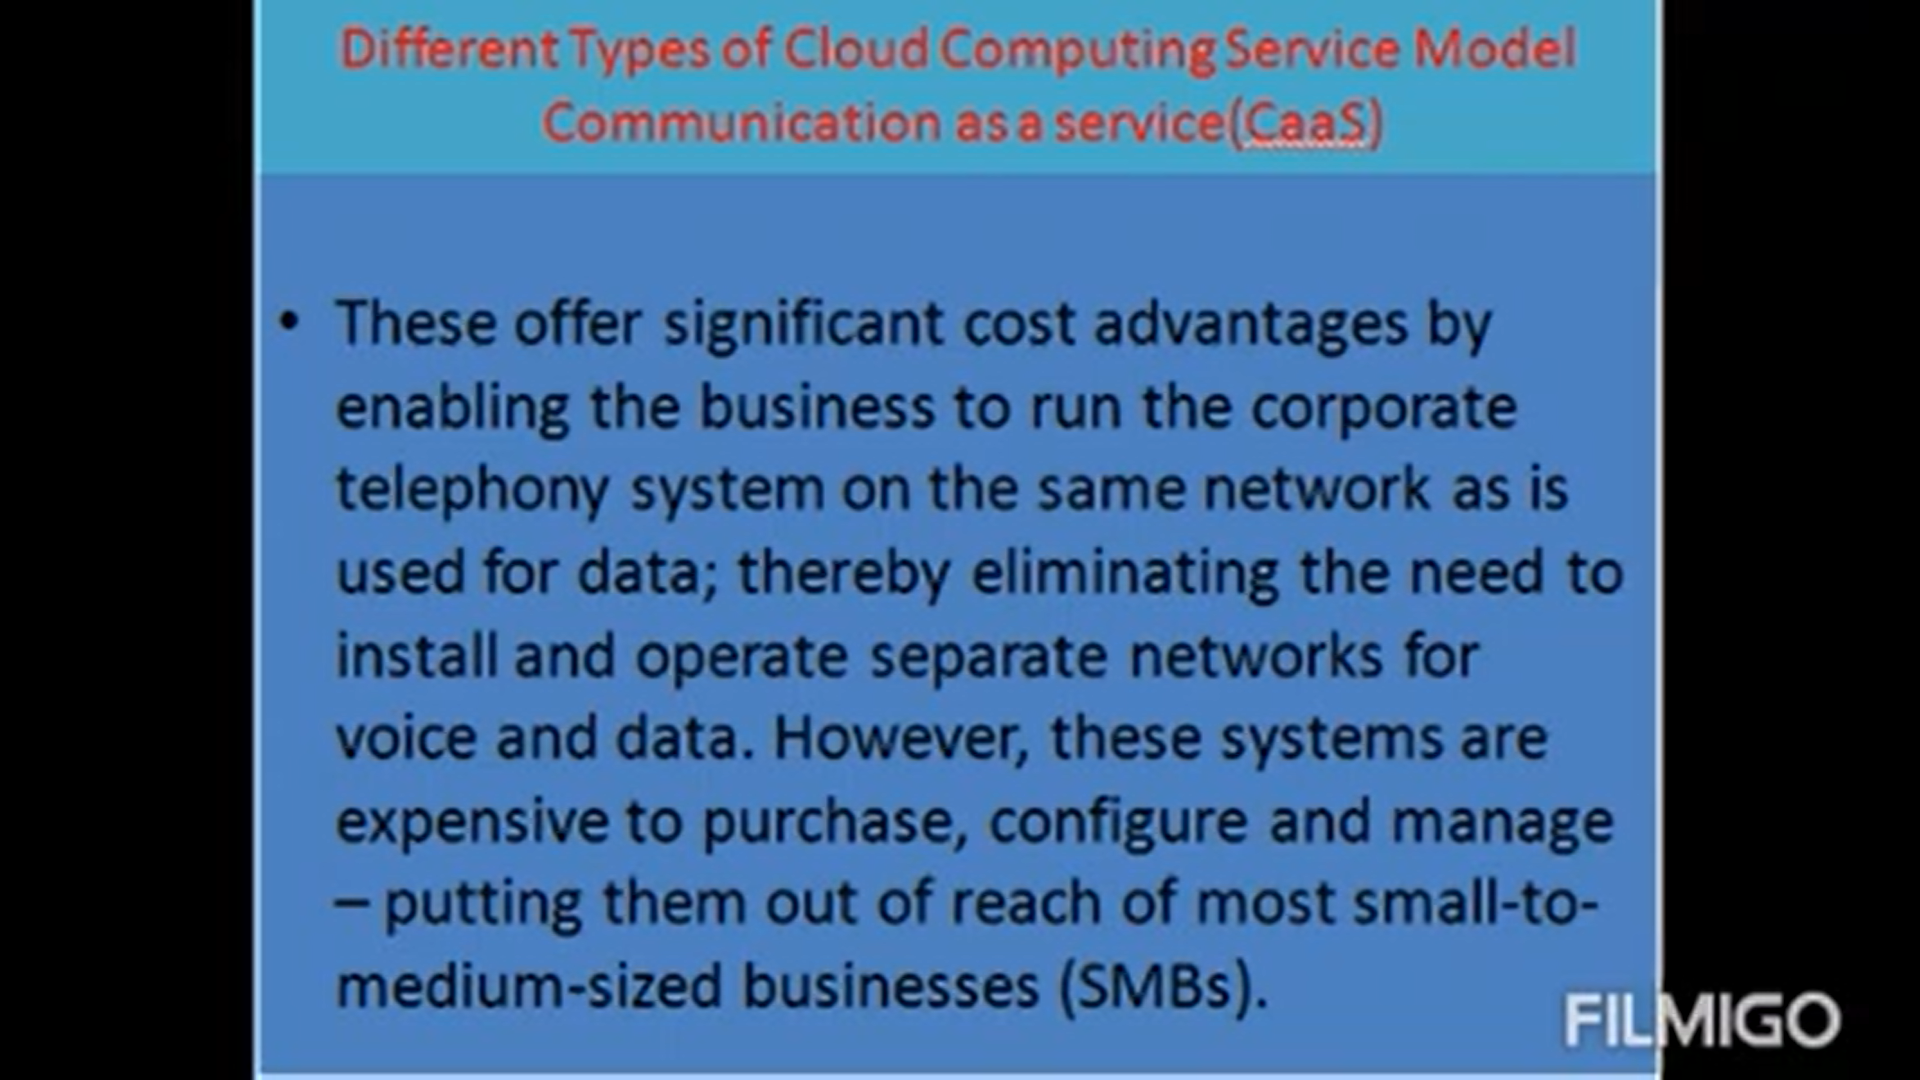 Different Types of Cloud Computing Service Model
Communication as a service(CaaS)
• These offer significant cost advantages by
enabling the business to run the corporate
telephony system on the same network as is
used for data; thereby eliminating the need to
install and operate separate networks for
voice and data. However, these systems are
expensive to purchase, configure and manage
– putting them out of reach of most small-to-
medium-sized businesses (SMBs).
FILMIGO